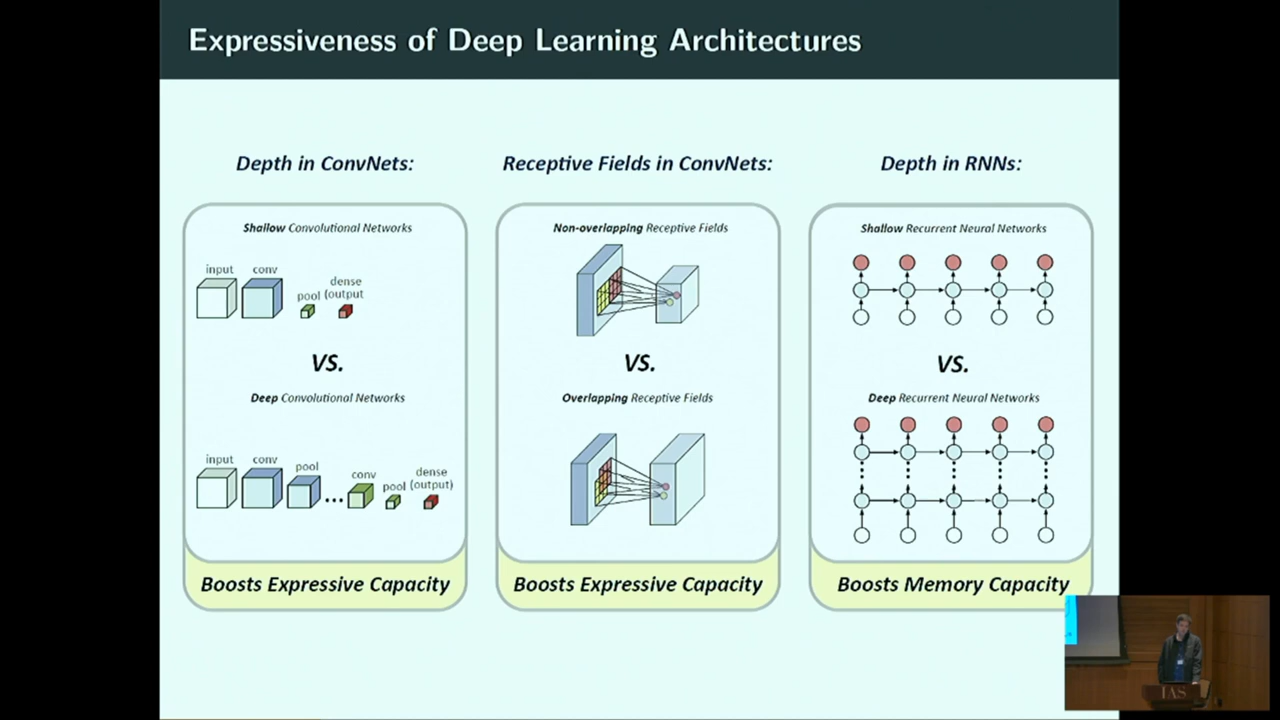 Expressiveness of Deep Learning Architectures
Depth in ConvNets:
Shallow Convolutional Networks
input
conv
pool
dense
(output
VS.
Deep Convolutional Networks
input
conv
pool
...
conv
pool
dense
(output)
Boosts Expressive Capacity
Receptive Fields in ConvNets:
Non-overlapping Receptive Fields
VS.
Overlapping Receptive Fields
Boosts Expressive Capacity
Depth in RNNs:
Shallow Recurrent Neural Networks
VS.
Deep Recurrent Neural Networks
Boosts Memory Capacity
IAS